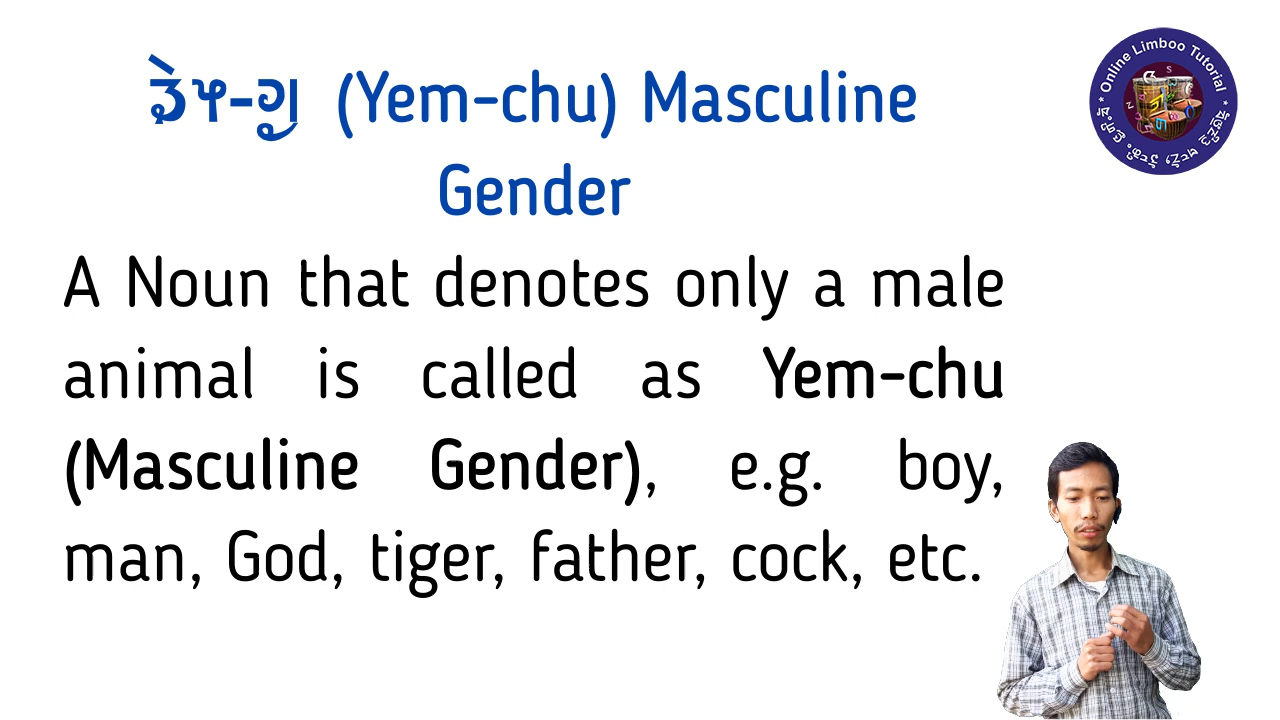 ᤕᤣᤶ-ᤆᤢ (Yem-chu) Masculine
Gender
A Noun that denotes only a male
animal is called as Yem-chu
(Masculine Gender), e.g. boy,
man, God, tiger, father, cock, etc.
* Online Limboo Tutorial *